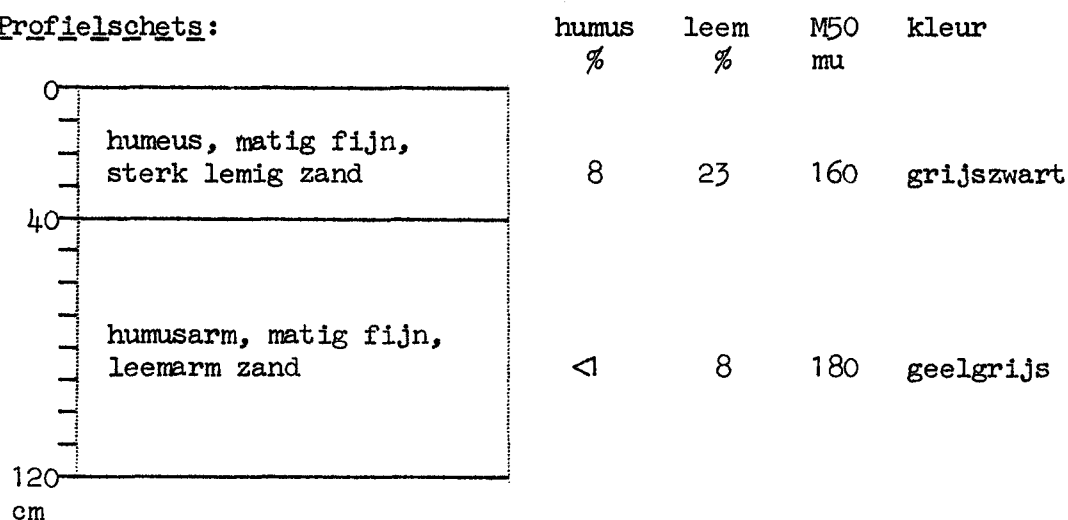 Profielschets: humus leem M50 kleur
% % mu
0
humeus, matig fijn,
sterk lemig zand 8 23 160 grijszwart
40
humusarm, matig fijn,
leemarm zand <1 8 180 geelgrijs
120
cm